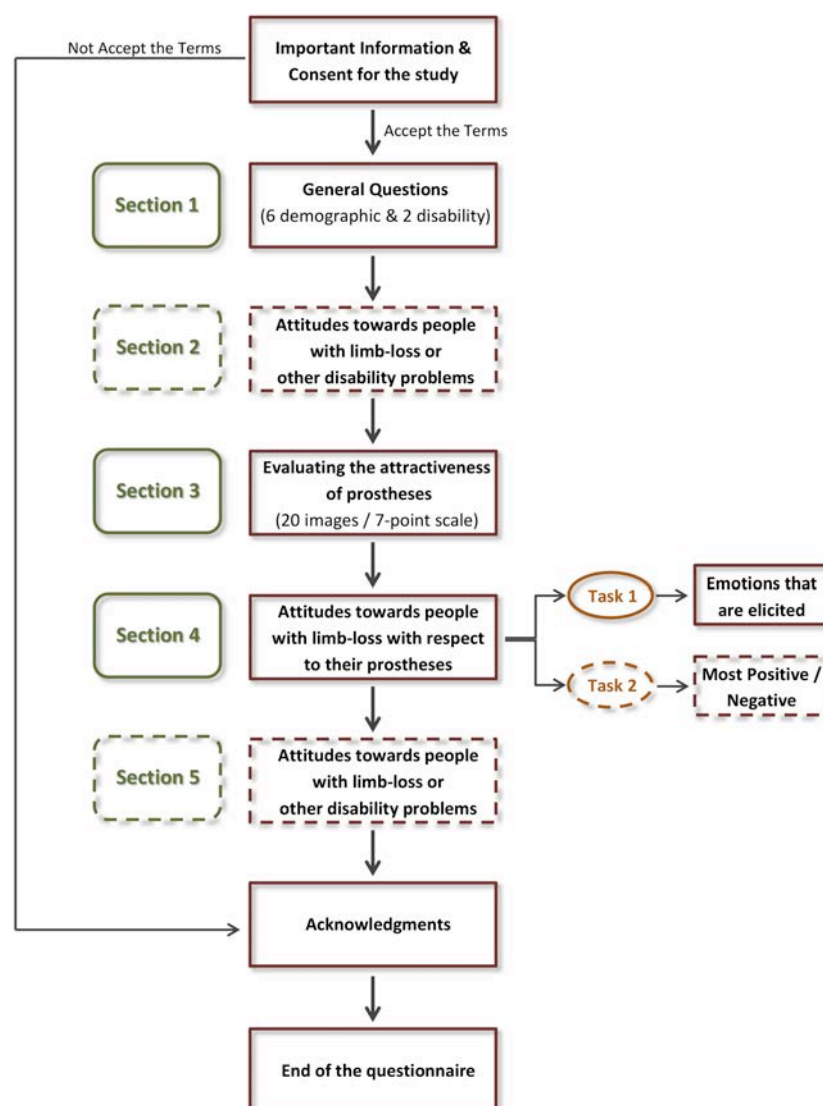 Not Accept the Terms
Important Information &
Consent for the study
Accept the Terms
Section 1
General Questions
(6 demographic & 2 disability)
Section 2
Attitudes towards people
with limb-loss or
other disability problems
Section 3
Evaluating the attractiveness
of prostheses
(20 images / 7-point scale)
Section 4
Attitudes towards people
with limb-loss with respect
to their prostheses
Task 1
Emotions that
are elicited
Task 2
Most Positive /
Negative
Section 5
Attitudes towards people
with limb-loss or
other disability problems
Acknowledgments
End of the questionnaire